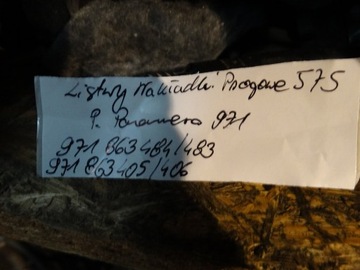 Listwy Nakładki Progowe 575
P. Panamera 971
971 863 484/483
971 863 405/406